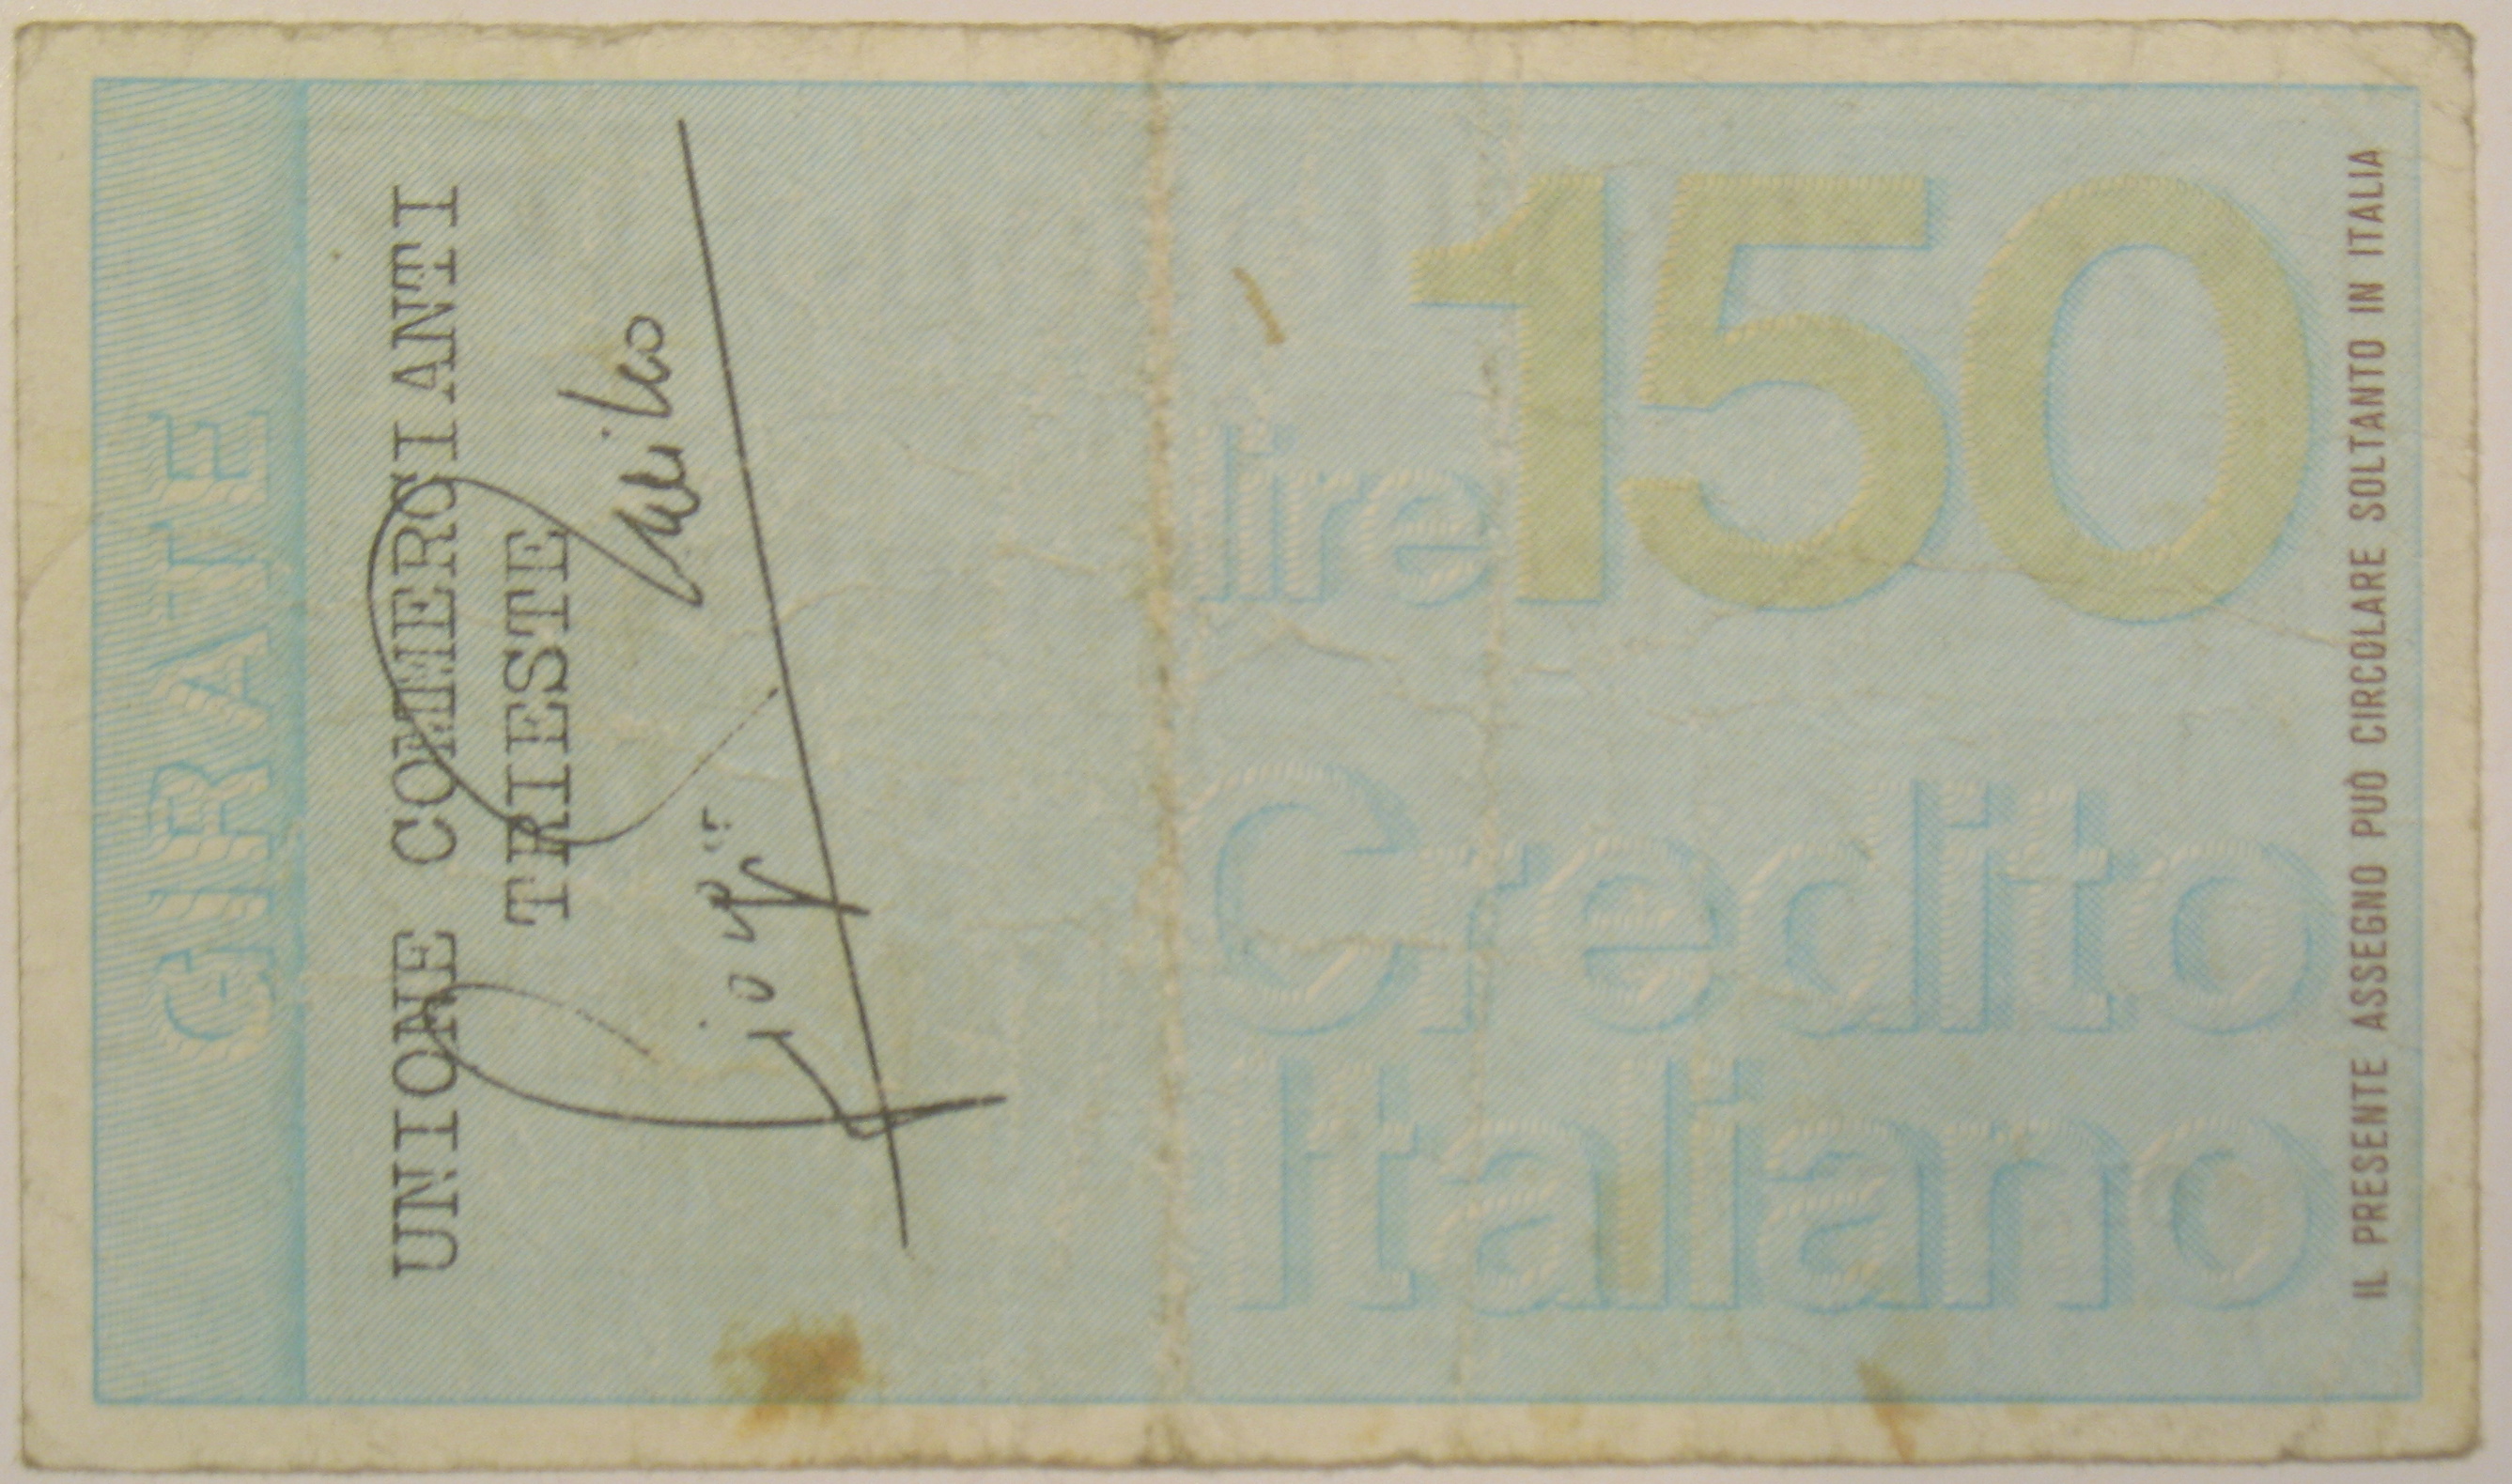 GIRATE
UNIONE COMMERCIANTI
TRIESTE
lire 150
Credito
Italiano
IL PRESENTE ASSEGNO PUÒ CIRCOLARE SOLTANTO IN ITALIA